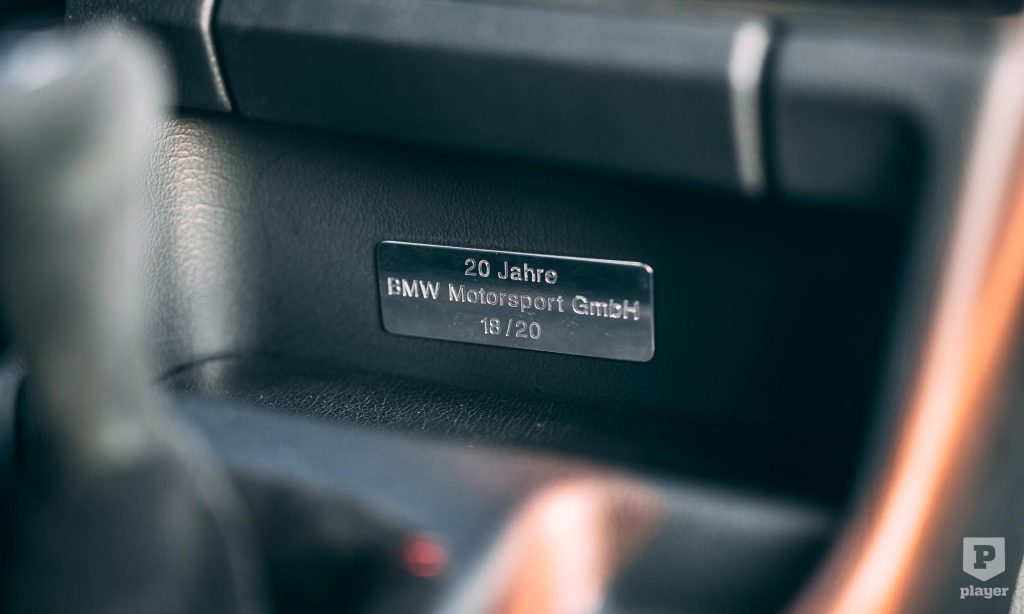 20 Jahre
BMW Motorsport GmbH
18/20
P
player